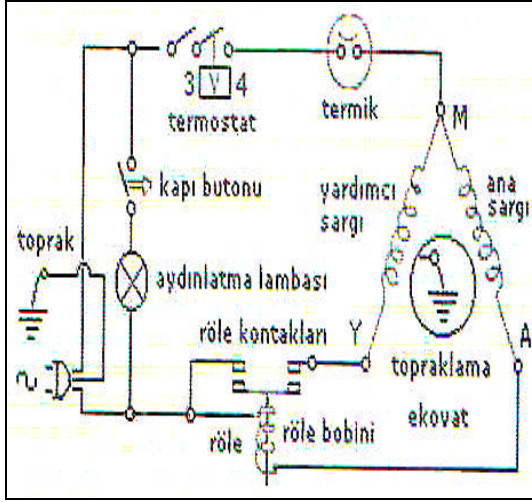 3 V 4
termostat
termik
M
kapı butonu
yardımcı
sargı
ana
sargı
toprak
aydınlatma lambası
röle kontakları
Y
topraklama
A
ekovat
röle
röle bobini